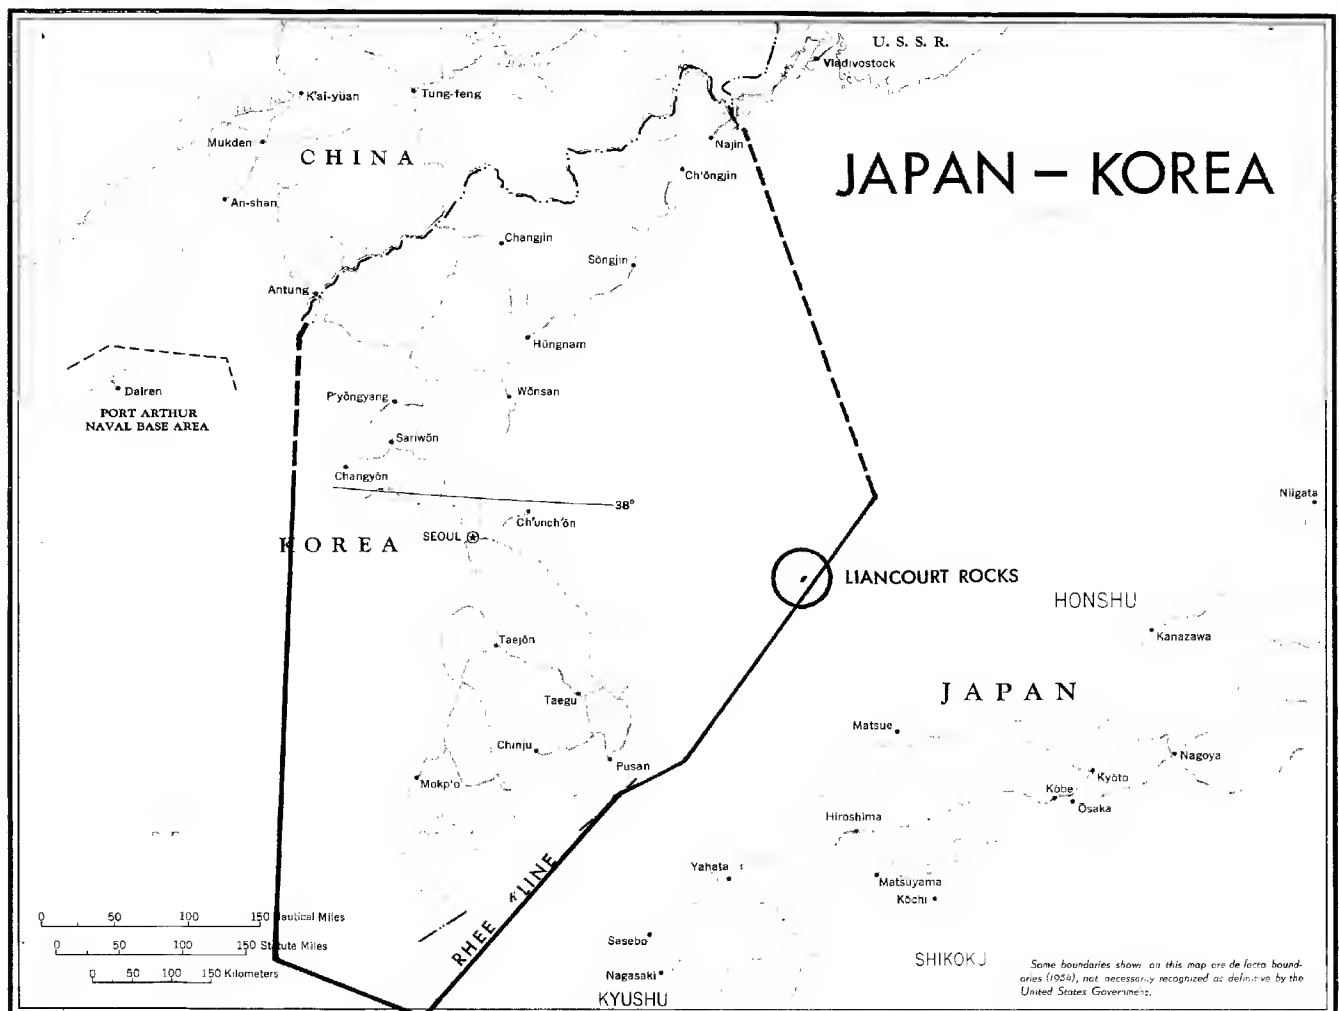 U. S. S. R.
Vladivostock
K'ai-yüan
Tung-feng
Mukden
CHINA
Najin
JAPAN – KOREA
Ch'ŏngjin
An-shan
Changjin
Sŏngjin
Antung
Hŭngnam
Dairen
PORT ARTHUR
NAVAL BASE AREA
P'yŏngyang
Wŏnsan
Sariwŏn
Changyŏn
38°
Niigata
Ch'unch'ŏn
KOREA
SEOUL
LIANCOURT ROCKS
HONSHU
Kanazawa
Taejŏn
JAPAN
Taegu
Matsue
Chinju
Pusan
Nagoya
Mokp'o
Kyōto
Kōbe
Ōsaka
Hiroshima
Yahata
Matsuyama
Kōchi
RHEE LINE
0 50 100 150 Nautical Miles
0 50 100 150 Statute Miles
0 50 100 150 Kilometers
Sasebo
Nagasaki
KYUSHU
SHIKOKU
Some boundaries shown on this map are de facto bound-
aries (1954), not necessarily recognized as definitive by the
United States Government.